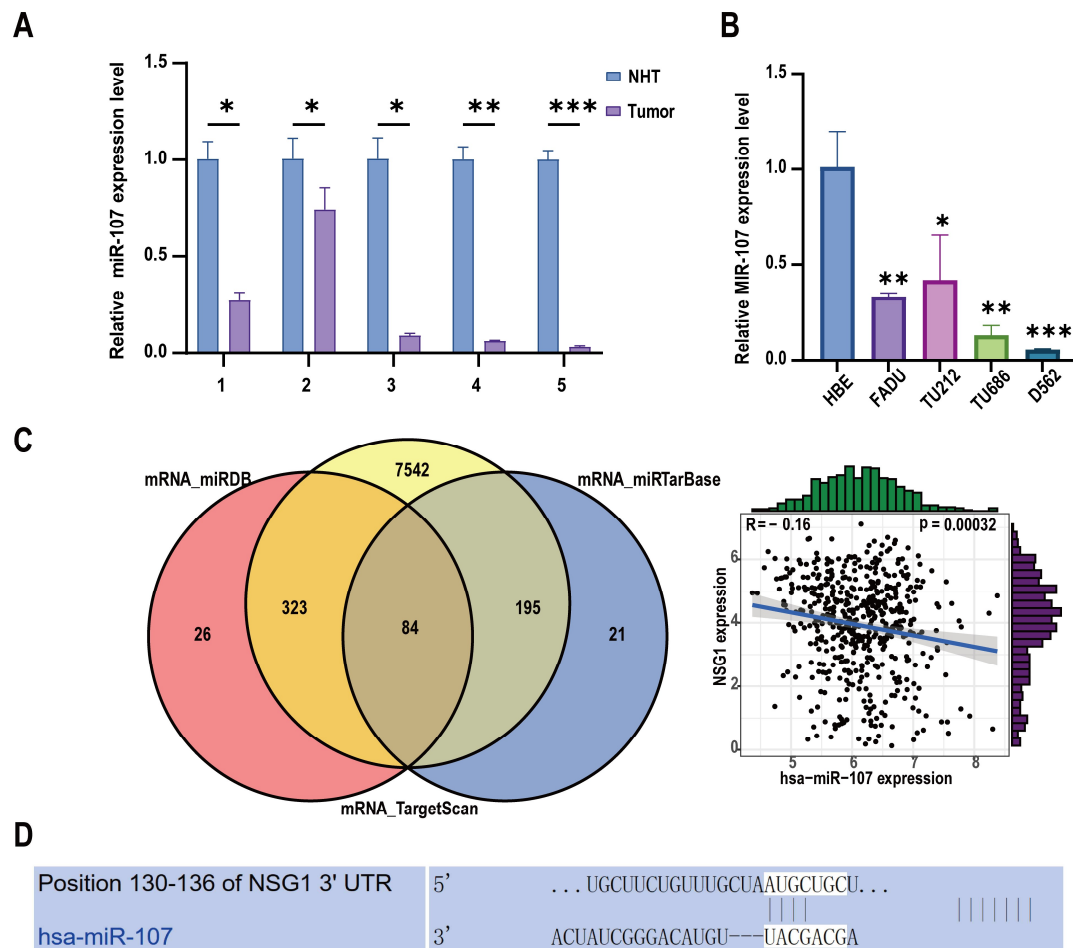 A
Relative miR-107 expression level
1.5
1.0
0.5
0.0
* * * ** ***
NHT
Tumor
1 2 3 4 5
B
Relative MIR-107 expression level
1.5
1.0
0.5
0.0
** * ** ***
HBE FADU TU212 TU686 D562
C
mRNA_miRDB
7542
mRNA_miRTarBase
26 323 84 195 21
mRNA_TargetScan
R = − 0.16 p = 0.00032
NSG1 expression
6
4
2
0
5 6 7 8
hsa−miR−107 expression
D
Position 130-136 of NSG1 3' UTR 5' ...UGCUUCUGUUUGCUAAUGCUGCU...
hsa-miR-107 3' ACUAUCGGGACAUGU---UACGACGA